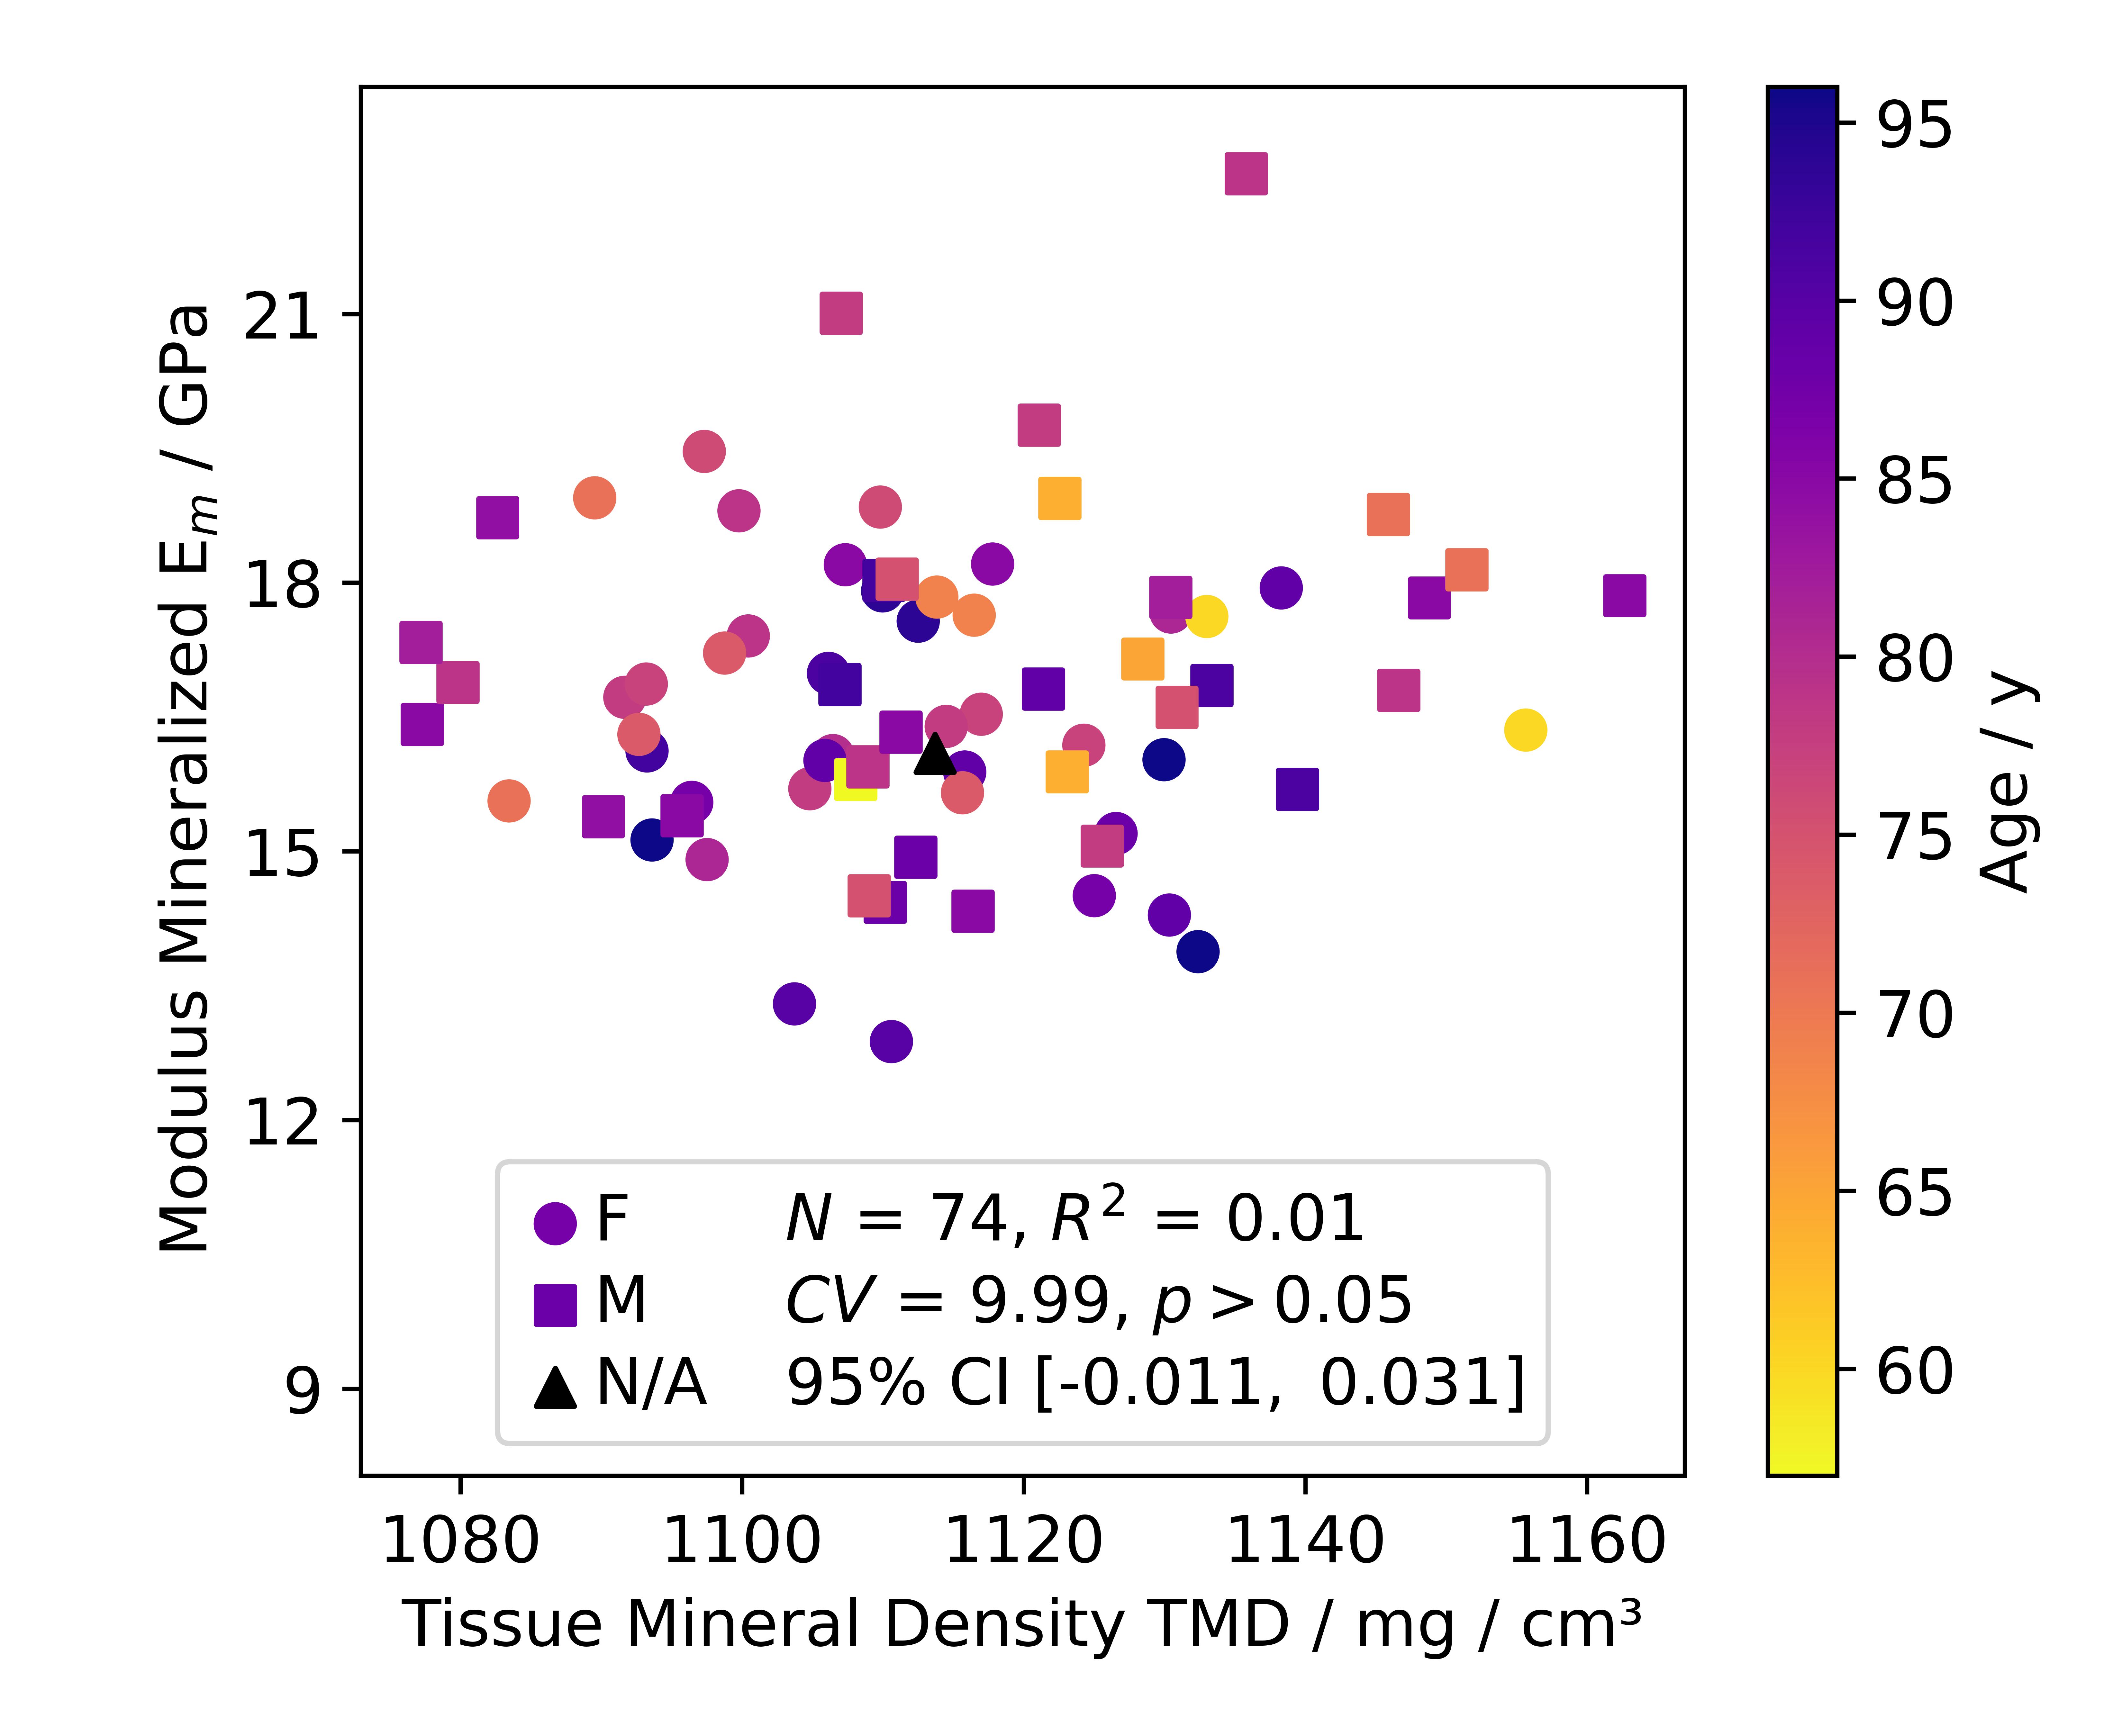 Modulus Mineralized Eₘ / GPa
21
18
15
12
9
F N = 74, R² = 0.01
M CV = 9.99, p > 0.05
N/A 95% CI [-0.011, 0.031]
1080 1100 1120 1140 1160
Tissue Mineral Density TMD / mg / cm³
95
90
85
80
75
70
65
60
Age / y